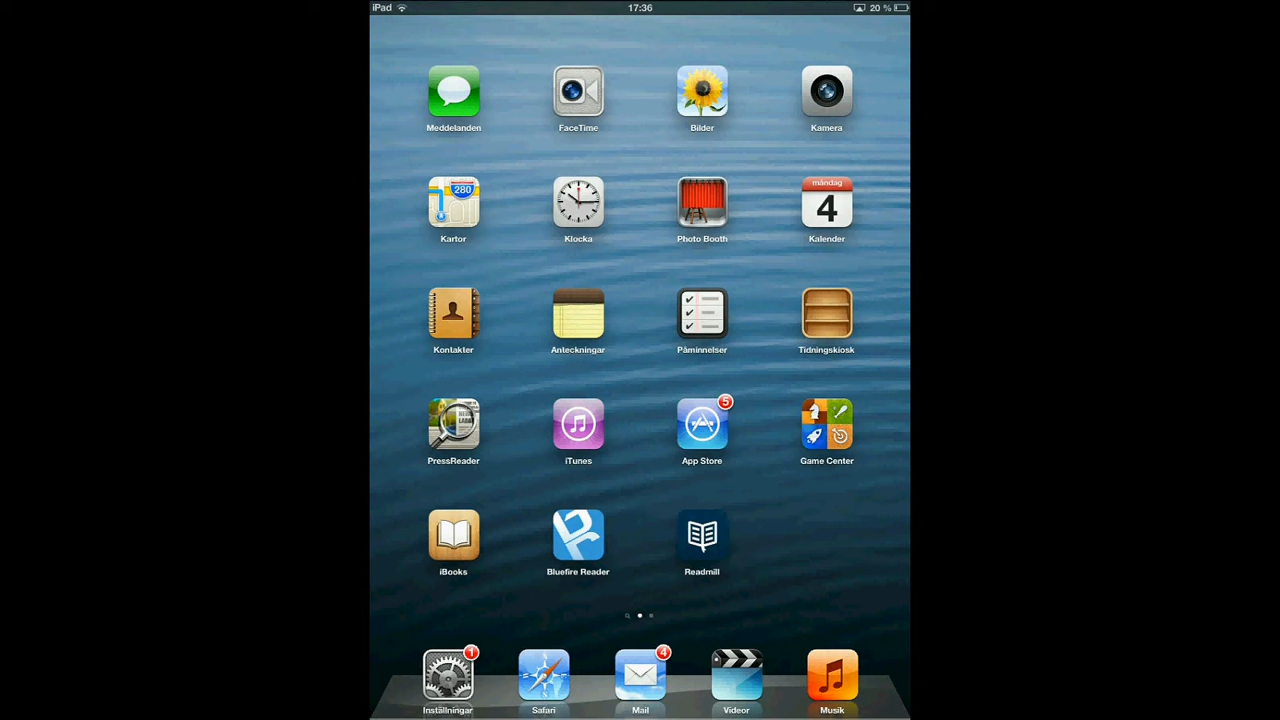 iPad 17:36 20 %
Meddelanden FaceTime Bilder Kamera
280 måndag 4
Kartor Klocka Photo Booth Kalender
Kontakter Anteckningar Påminnelser Tidningskiosk
5
PressReader iTunes App Store Game Center
iBooks Bluefire Reader Readmill
1 4
Inställningar Safari Mail Videor Musik